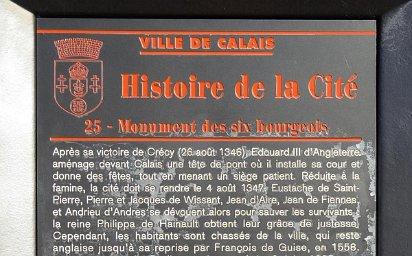 VILLE DE CALAIS
Histoire de la Cité
25 - Monument des six bourgeois
Après sa victoire de Crécy (26 août 1346), Edouard III d'Angleterre
aménage devant Calais une tête de pont où il installe sa cour et
donne des fêtes, tout en menant un siège patient. Réduite à la
famine, la cité doit se rendre le 4 août 1347. Eustache de Saint-
Pierre, Pierre et Jacques de Wissant, Jean d'Aire, Jean de Fiennes
et Andrieu d'Andres se dévouent alors pour sauver les survivants,
la reine Philippa de Hainault obtient leur grâce de justesse.
Cependant, les habitants sont chassés de la ville, qui reste
anglaise jusqu'à sa reprise par François de Guise, en 1558.